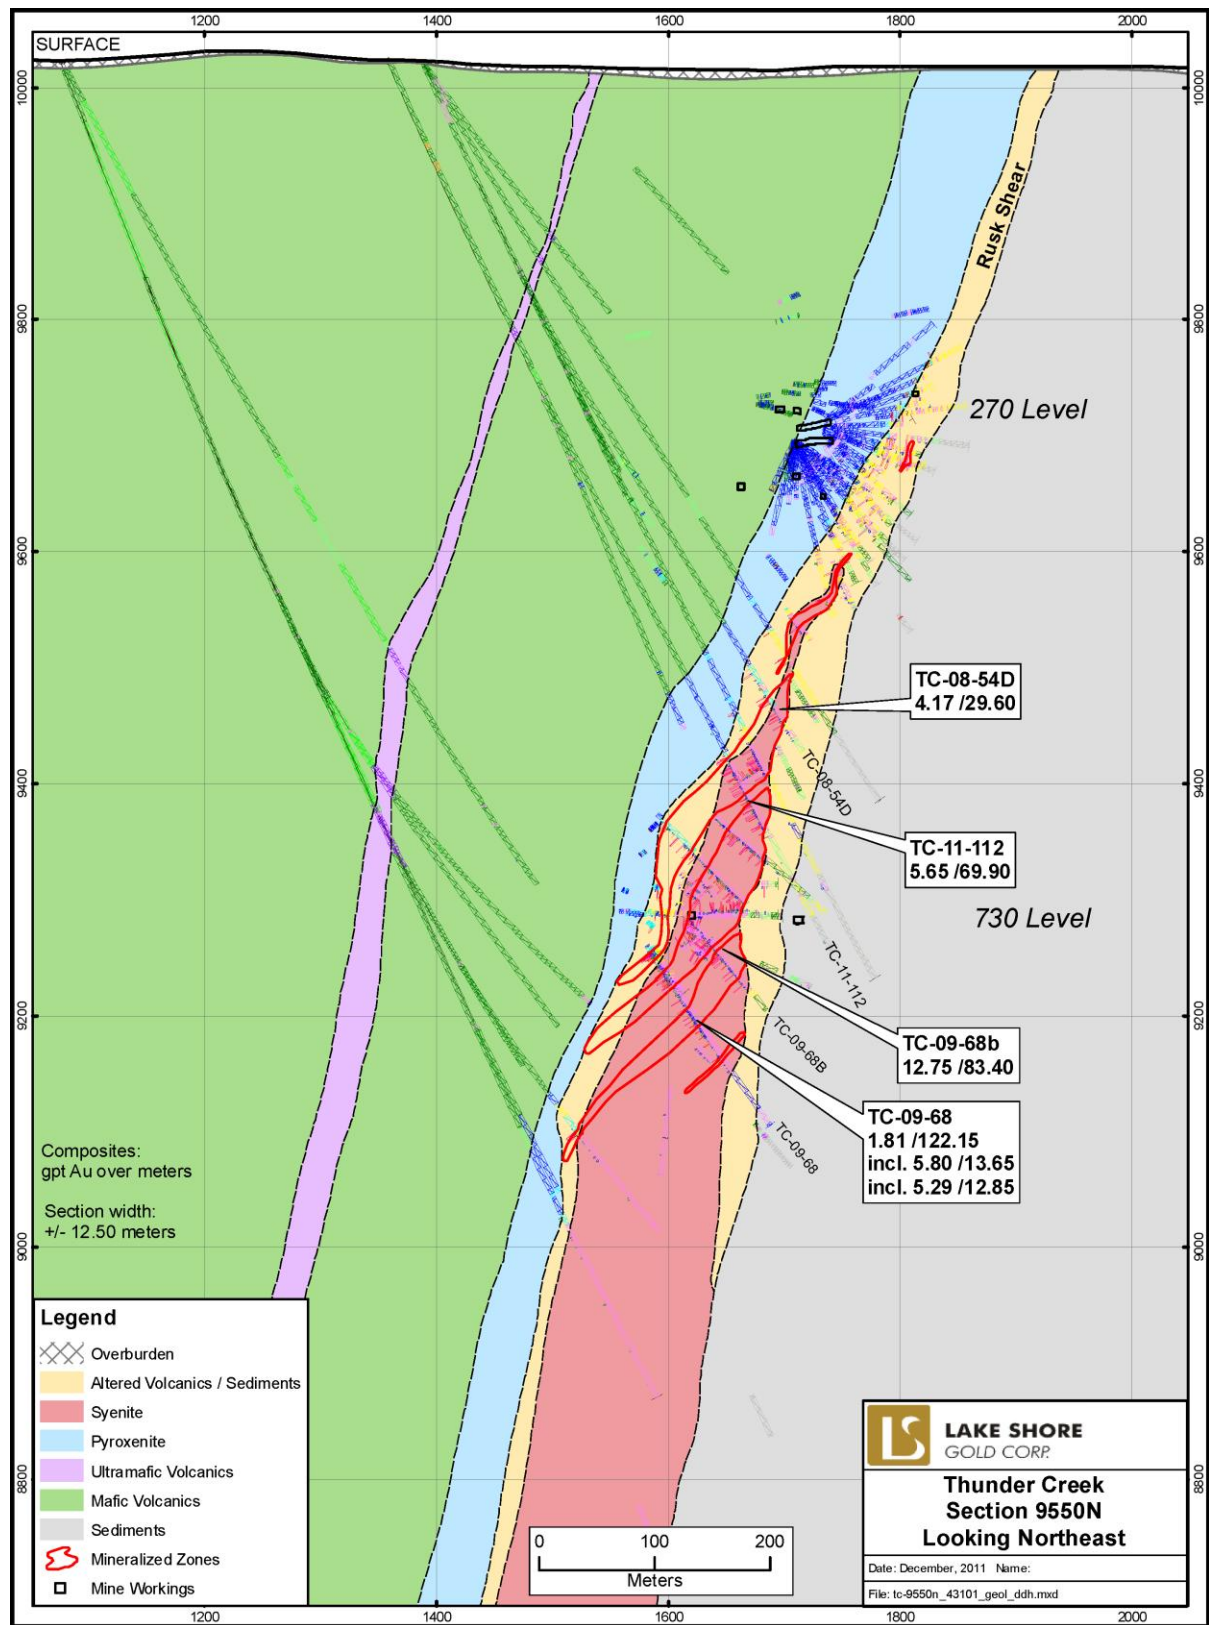 1200 1400 1600 1800 2000
SURFACE
10000 10000
Rusk Shear
9800 9800
270 Level
9600 9600
TC-08-54D
4.17 /29.60
TC-08-54D
9400 9400
TC-11-112
5.65 /69.90
730 Level
TC-11-112
9200 9200
TC-09-68B
TC-09-68b
12.75 /83.40
TC-09-68
TC-09-68
1.81 /122.15
incl. 5.80 /13.65
incl. 5.29 /12.85
Composites:
gpt Au over meters
Section width:
+/- 12.50 meters
9000 9000
Legend
Overburden
Altered Volcanics / Sediments
Syenite
Pyroxenite
Ultramafic Volcanics
Mafic Volcanics
Sediments
Mineralized Zones
Mine Workings
8800 8800
0 100 200
Meters
LS
LAKE SHORE
GOLD CORP.
Thunder Creek
Section 9550N
Looking Northeast
Date: December, 2011 Name:
File: tc-9550n_43101_geol_ddh.mxd
1200 1400 1600 1800 2000